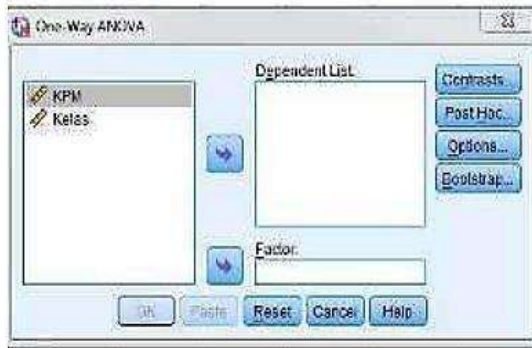 One-Way ANOVA
Dependent List:
KPM
Kelas
Factor:
Contrasts...
Post Hoc...
Options...
Bootstrap...
OK Paste Reset Cancel Help